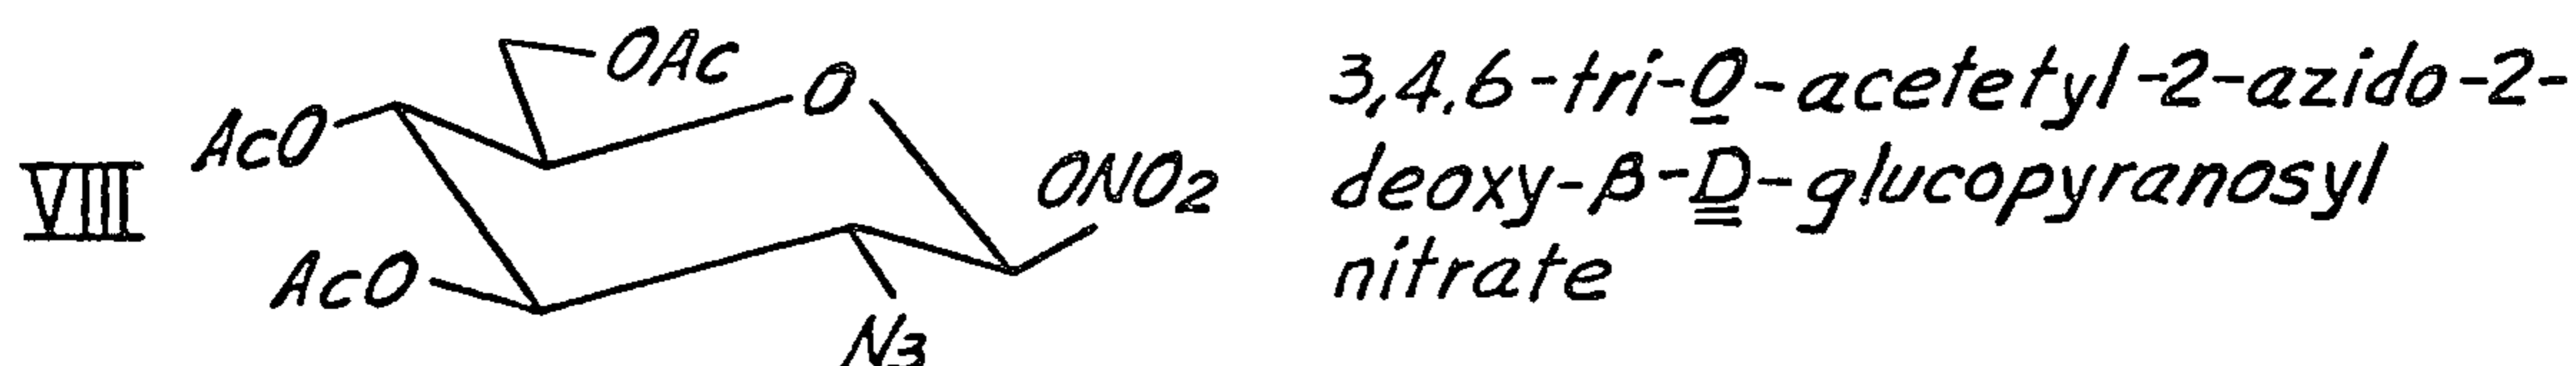 OAc
AcO
O
VIII
ONO2
AcO
N3
3,4,6-tri-O-acetetyl-2-azido-2-
deoxy-β-D-glucopyranosyl
nitrate